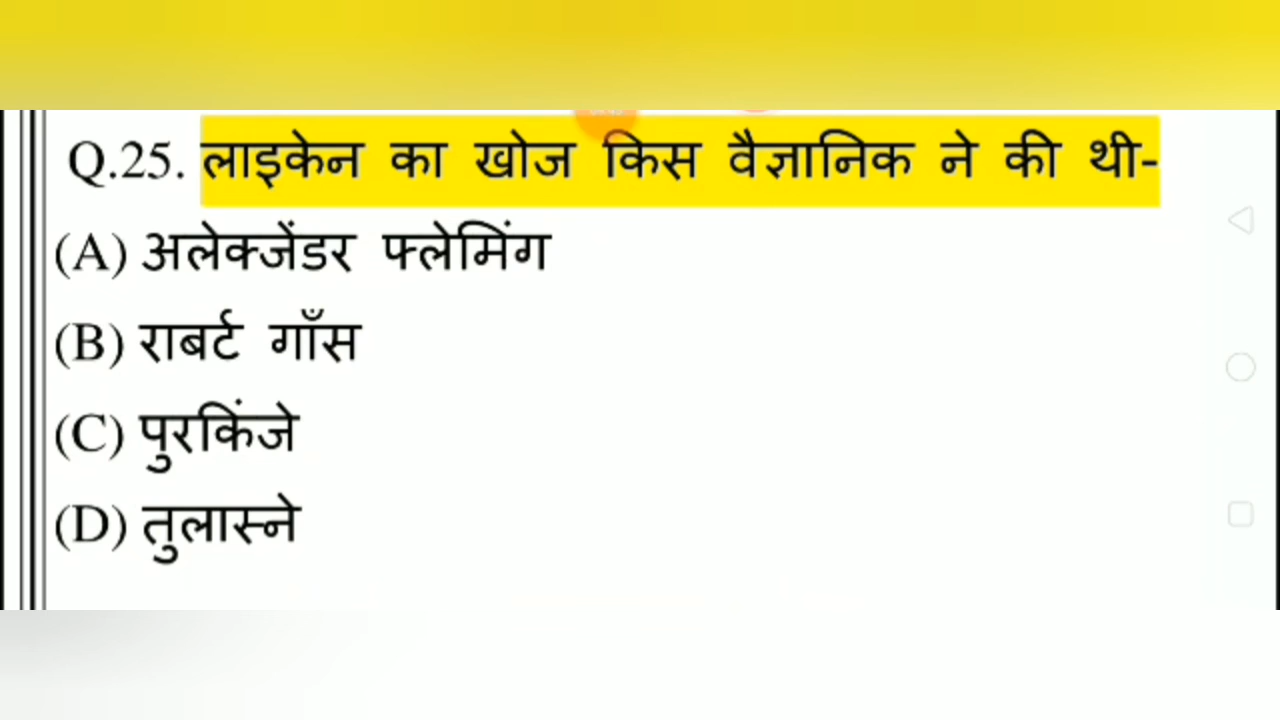 Q.25. लाइकेन का खोज किस वैज्ञानिक ने की थी-
(A) अलेक्जेंडर फ्लेमिंग
(B) राबर्ट गाँस
(C) पुरकिंजे
(D) तुलास्ने